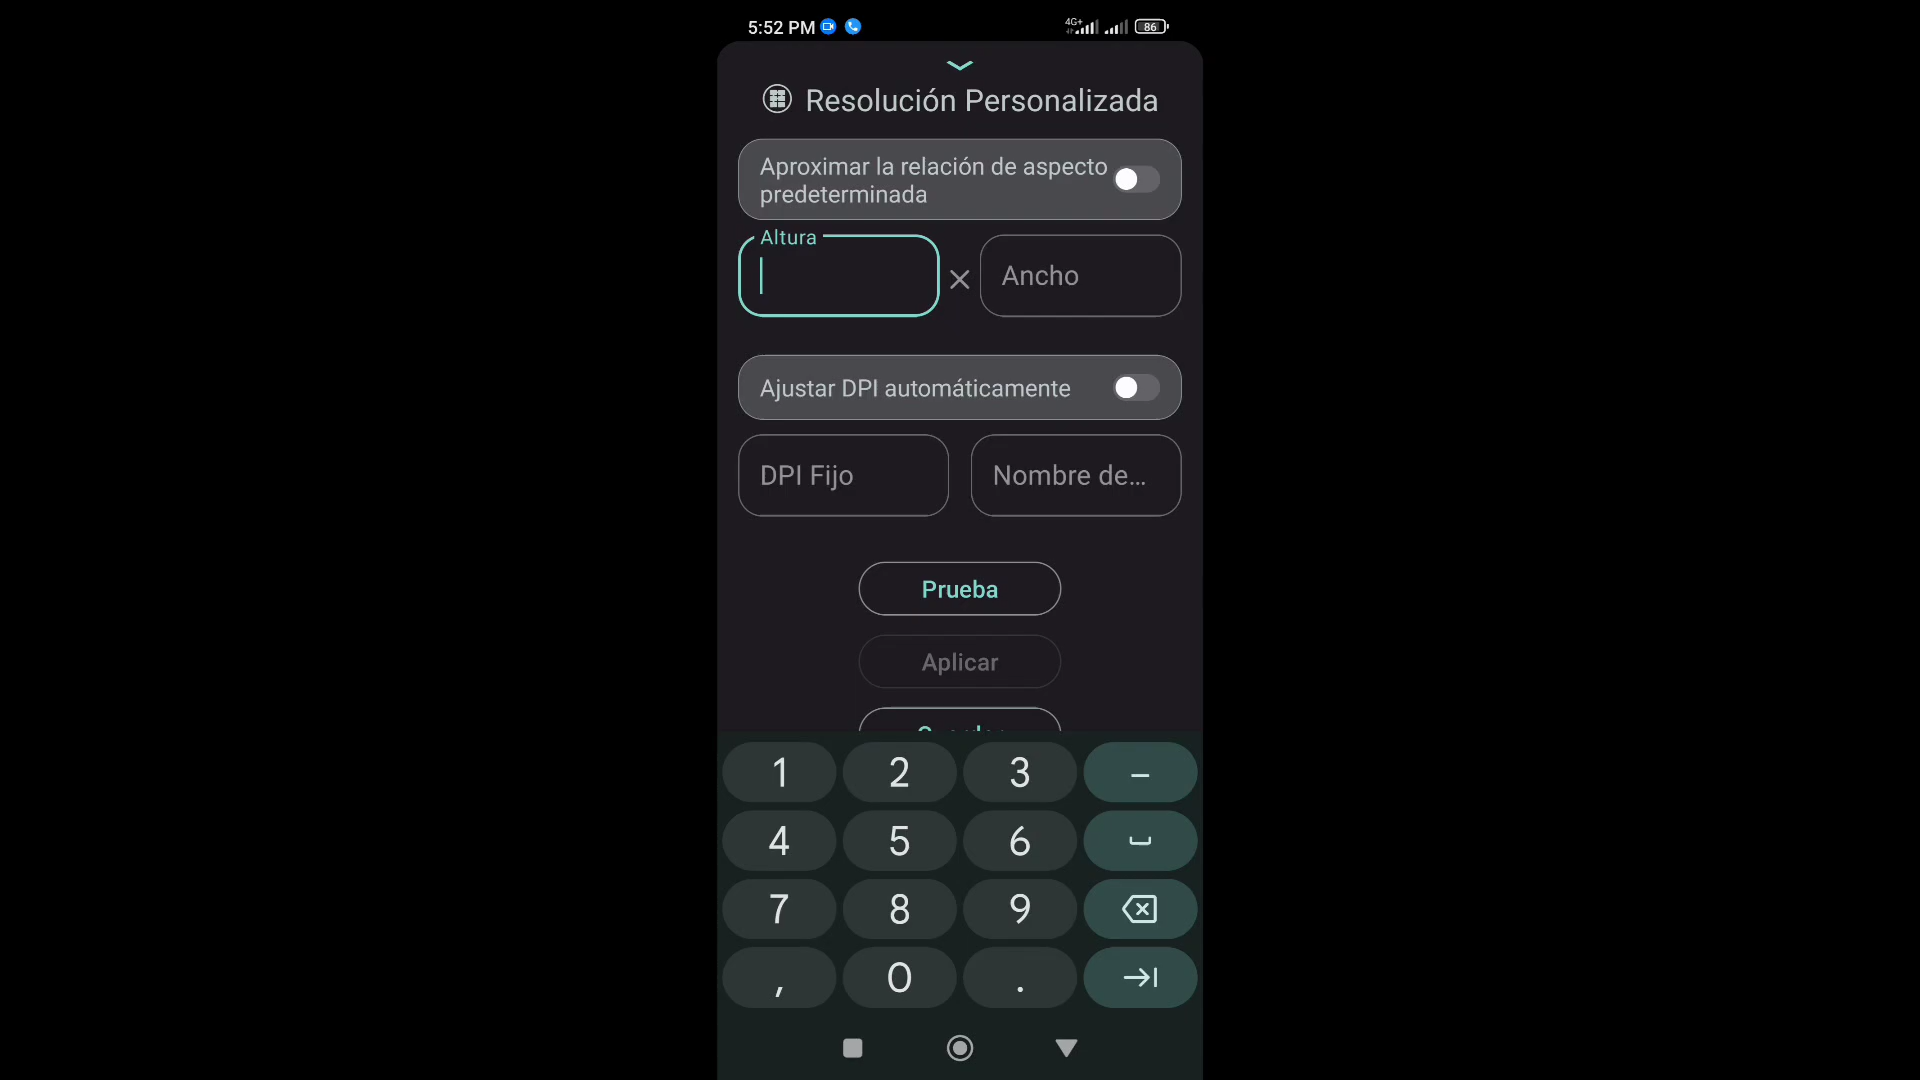 5:52 PM
4G+
86
Resolución Personalizada
Aproximar la relación de aspecto
predeterminada
Altura
Ancho
Ajustar DPI automáticamente
DPI Fijo
Nombre de...
Prueba
Aplicar
1 2 3 –
4 5 6
7 8 9
, 0 .